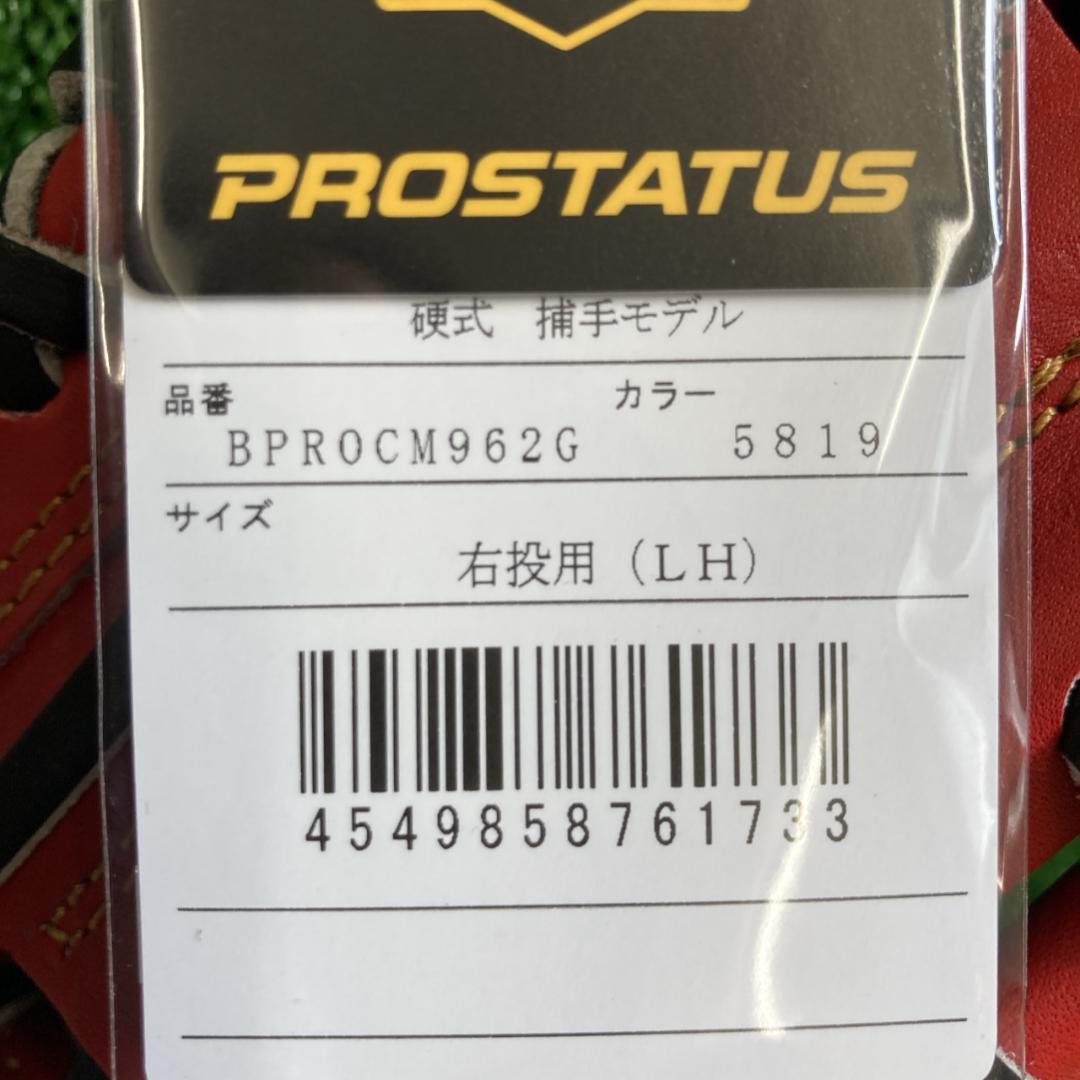 PROSTATUS
硬式 捕手モデル
品番 カラー
BPROCM962G 5819
サイズ
右投用（LH）
4549858761733